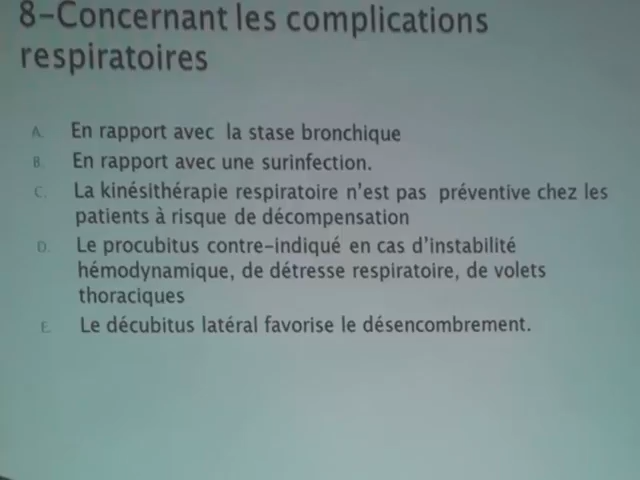 8-Concernant les complications
respiratoires
A. En rapport avec la stase bronchique
B. En rapport avec une surinfection.
C. La kinésithérapie respiratoire n'est pas préventive chez les
patients à risque de décompensation
D. Le procubitus contre-indiqué en cas d'instabilité
hémodynamique, de détresse respiratoire, de volets
thoraciques
E. Le décubitus latéral favorise le désencombrement.